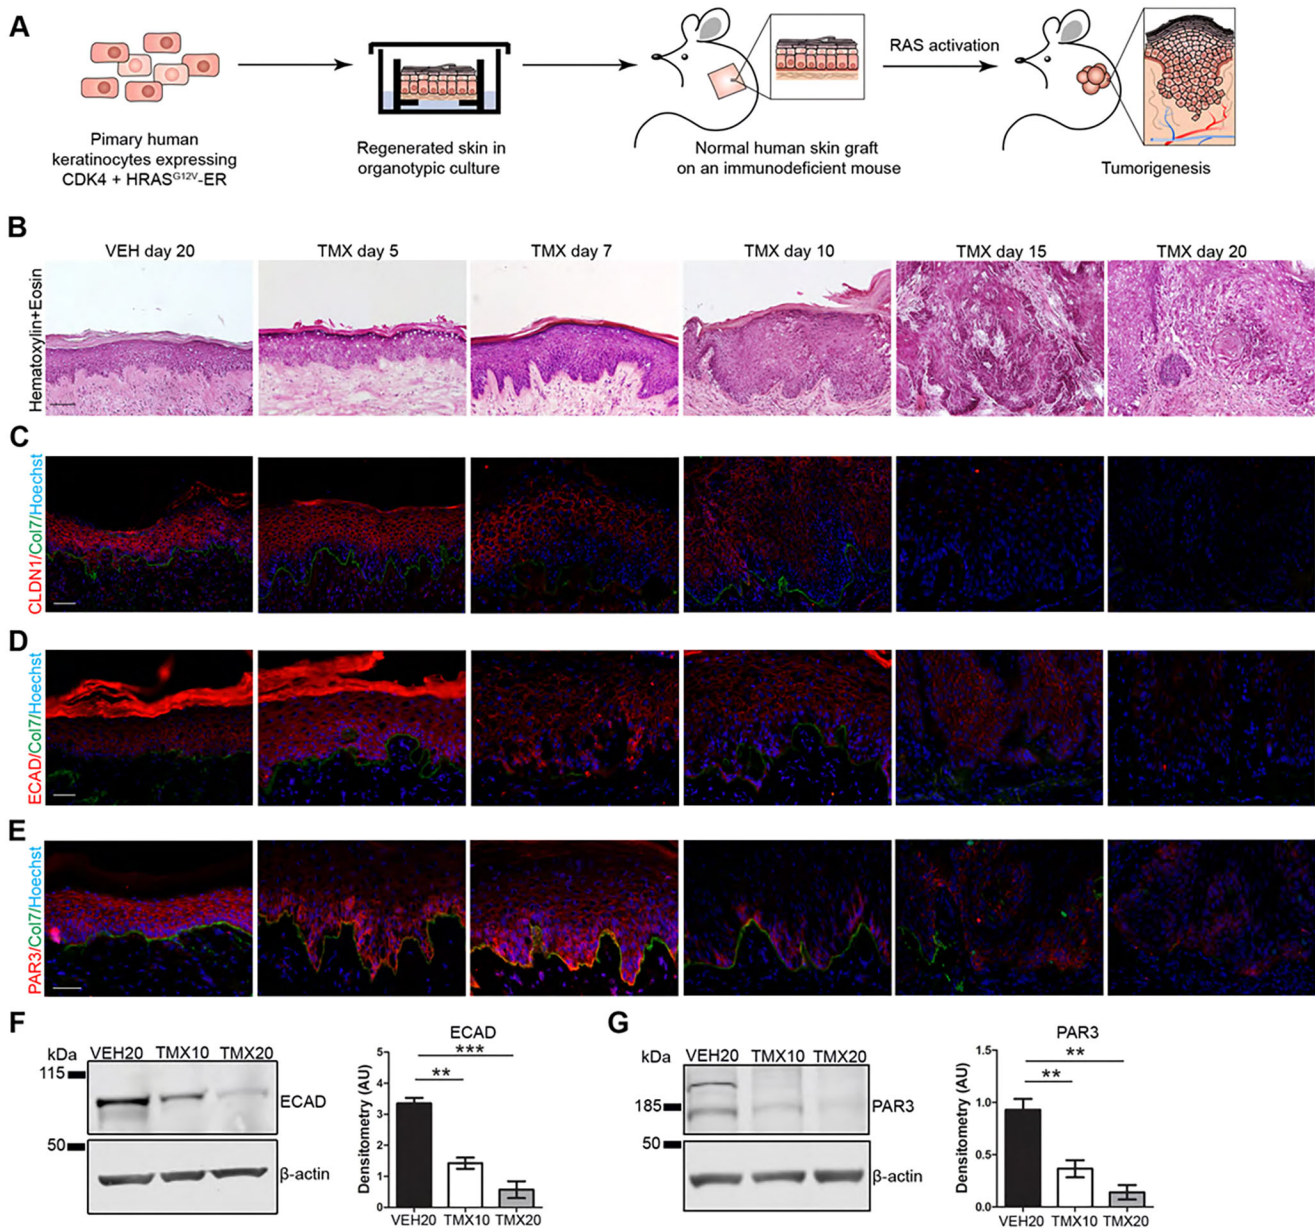 A
RAS activation
Pimary human
keratinocytes expressing
CDK4 + HRASG12V-ER
Regenerated skin in
organotypic culture
Normal human skin graft
on an immunodeficient mouse
Tumorigenesis
B
VEH day 20
TMX day 5
TMX day 7
TMX day 10
TMX day 15
TMX day 20
Hematoxylin+Eosin
C
CLDN1/Col7/Hoechst
D
ECAD/Col7/Hoechst
E
PAR3/Col7/Hoechst
F
kDa
VEH20 TMX10 TMX20
115
ECAD
50
β-actin
ECAD
Densitometry (AU)
5
4
3
2
1
0
***
**
VEH20 TMX10 TMX20
G
kDa
VEH20 TMX10 TMX20
185
PAR3
50
β-actin
PAR3
Densitometry (AU)
1.5
1.0
0.5
0.0
**
**
VEH20 TMX10 TMX20